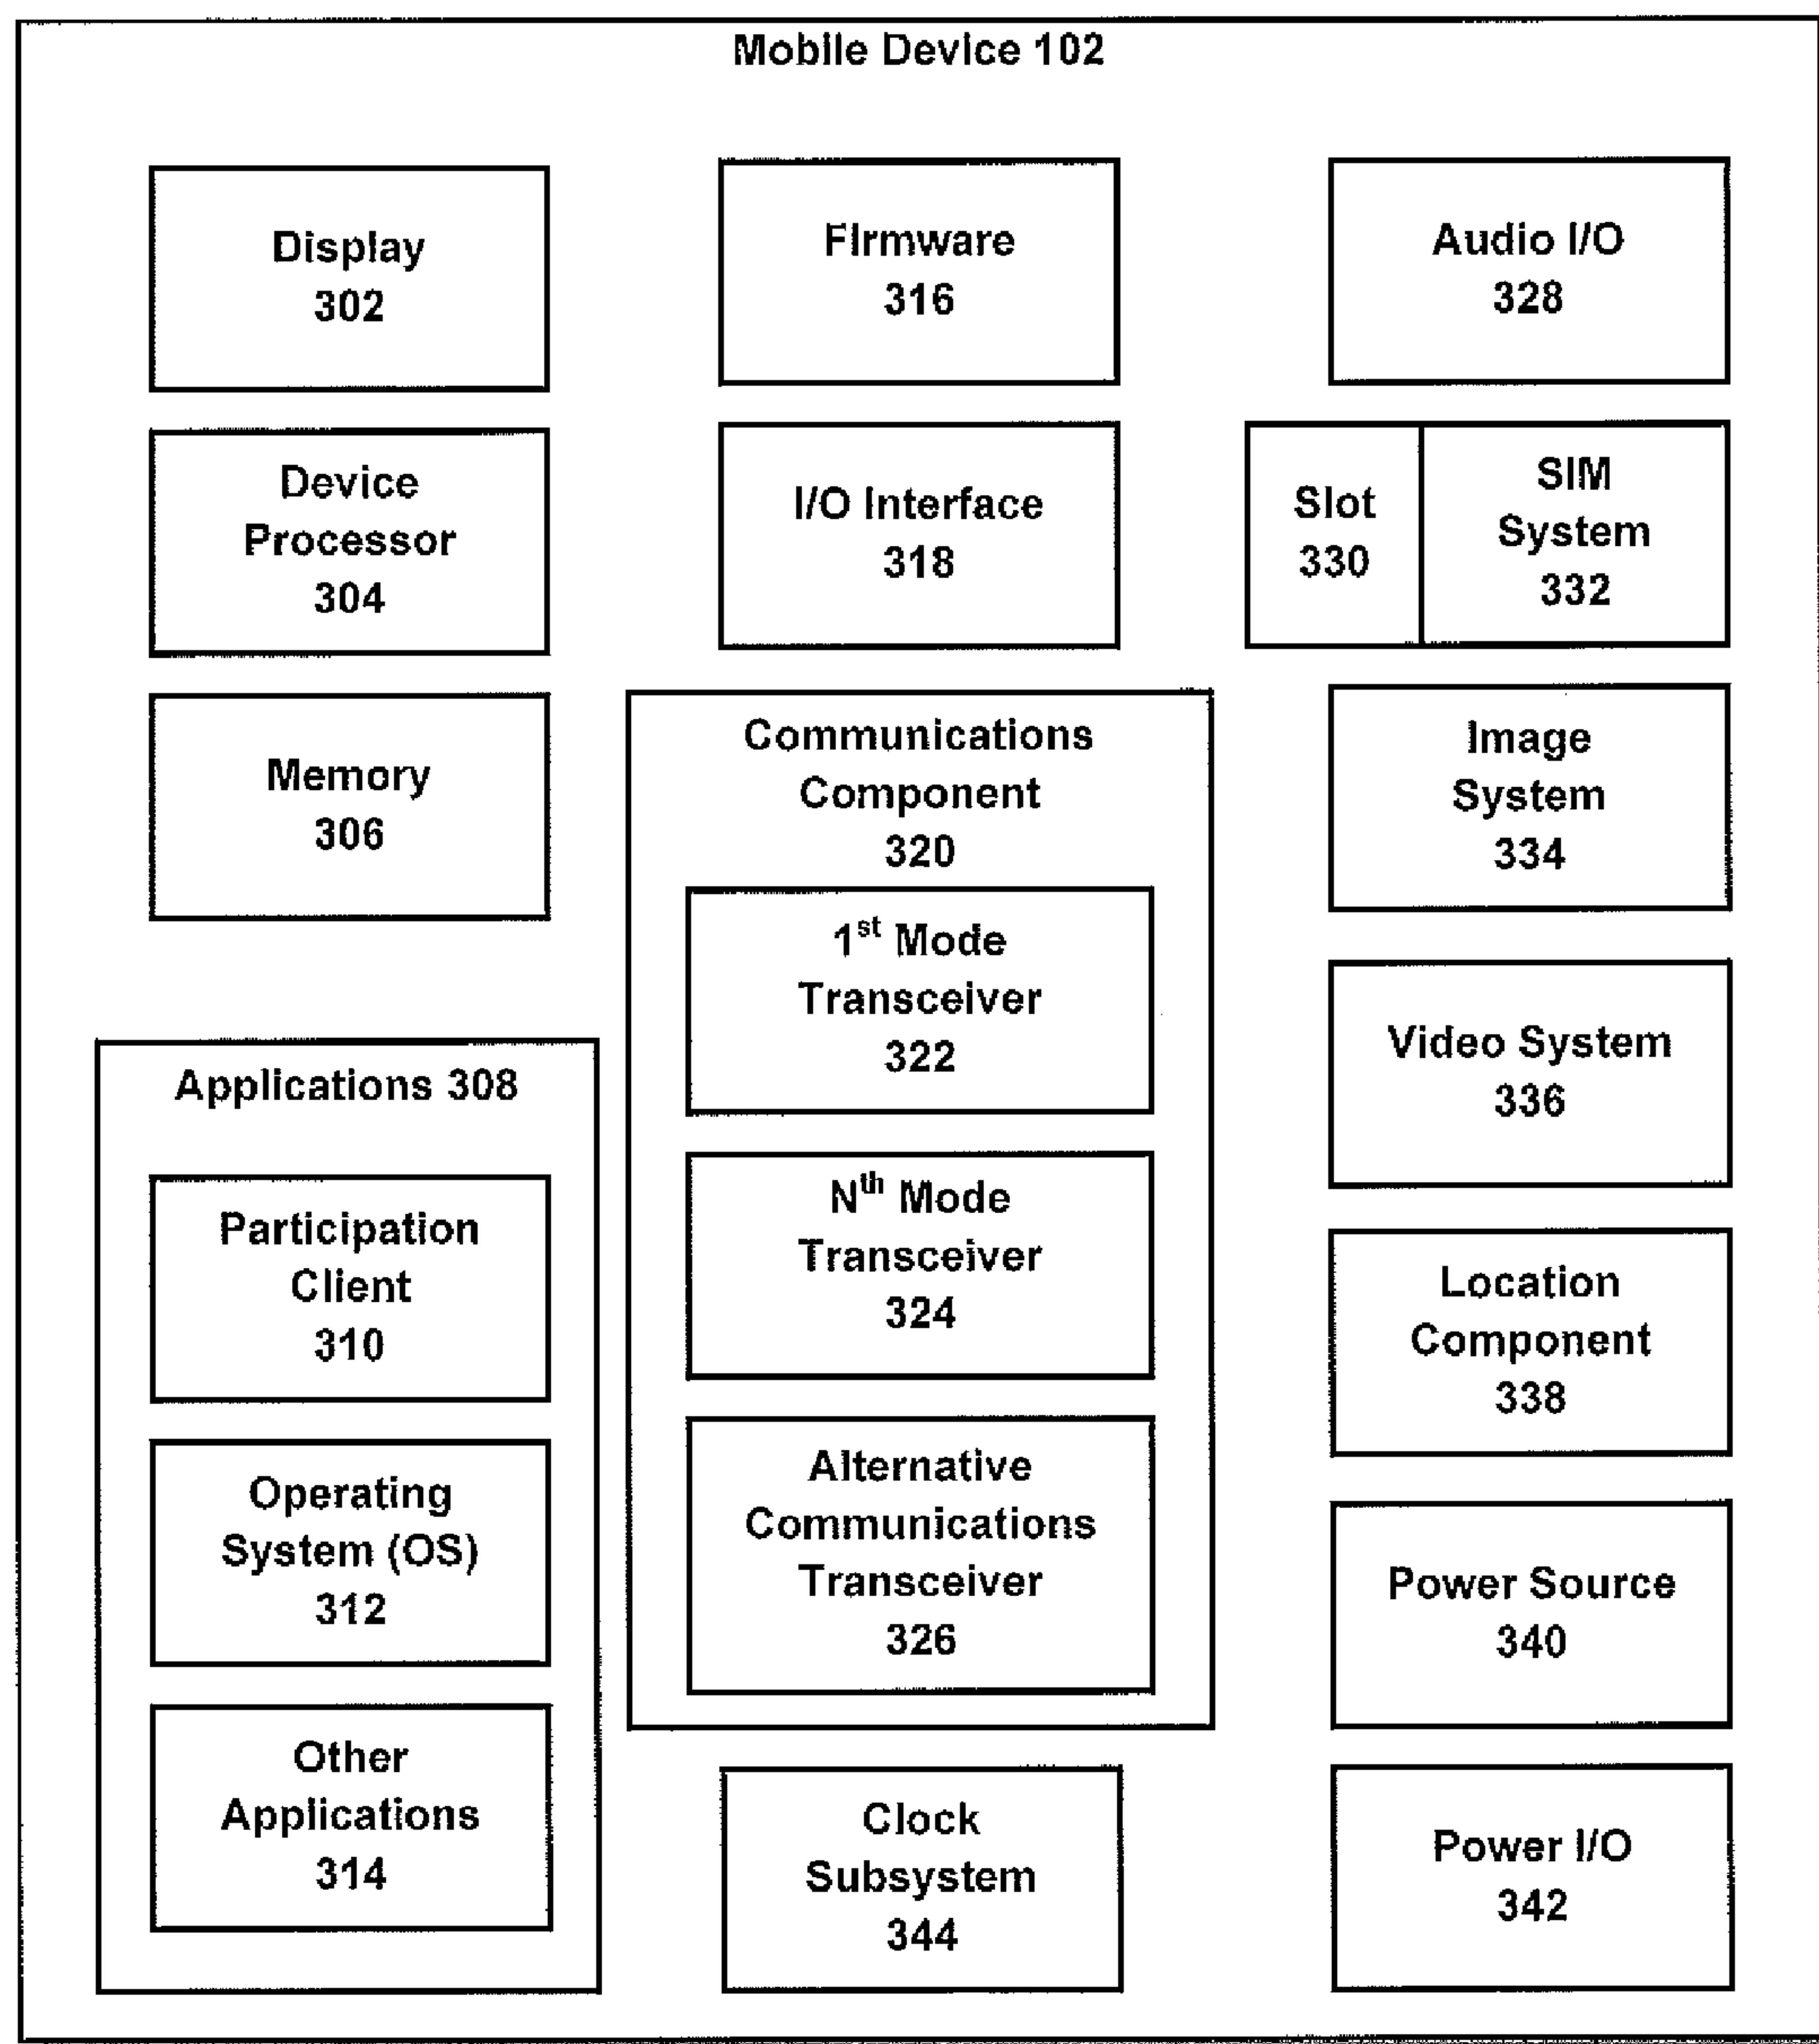 Mobile Device 102
Display
302
Device
Processor
304
Memory
306
Applications 308
Participation
Client
310
Operating
System (OS)
312
Other
Applications
314
Firmware
316
I/O Interface
318
Communications
Component
320
1st Mode
Transceiver
322
Nth Mode
Transceiver
324
Alternative
Communications
Transceiver
326
Clock
Subsystem
344
Audio I/O
328
Slot
330
SIM
System
332
Image
System
334
Video System
336
Location
Component
338
Power Source
340
Power I/O
342